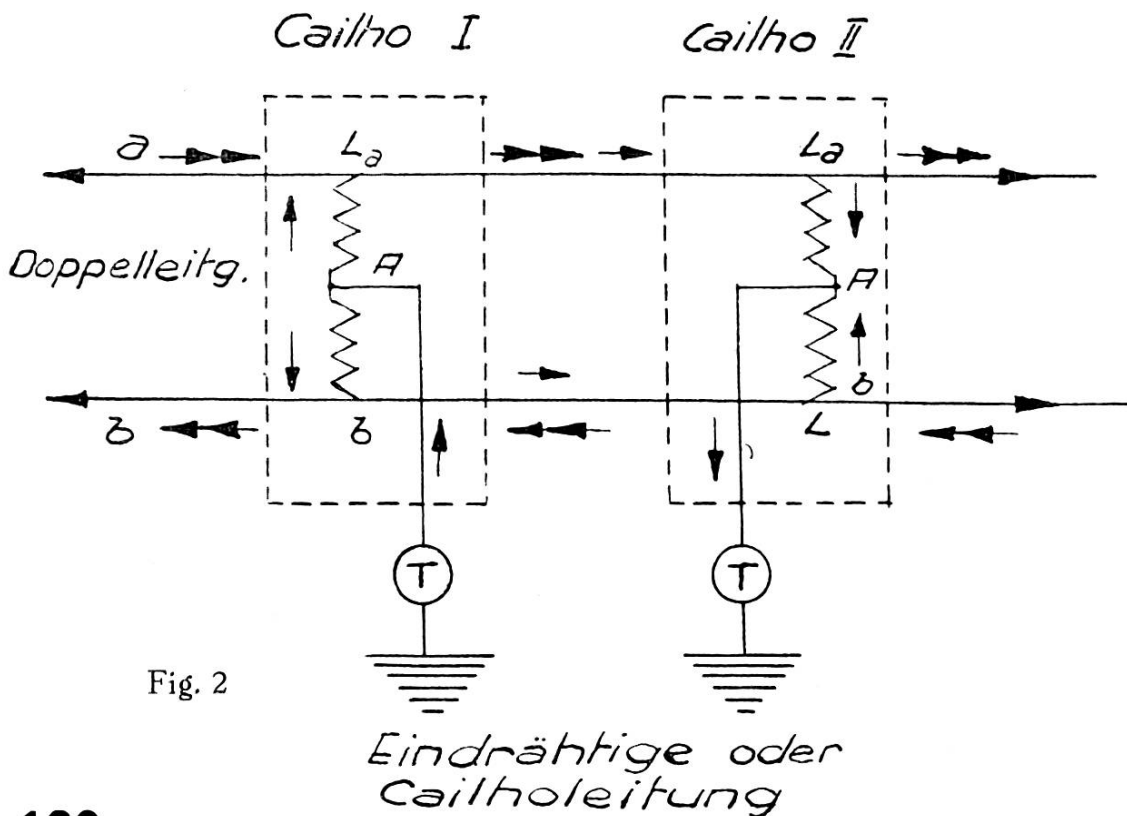 Cailho I
Cailho II
a
La
La
Doppelleitg.
A
A
b
b
b
L
T
T
Fig. 2
Eindrähtige oder
Cailholeitung